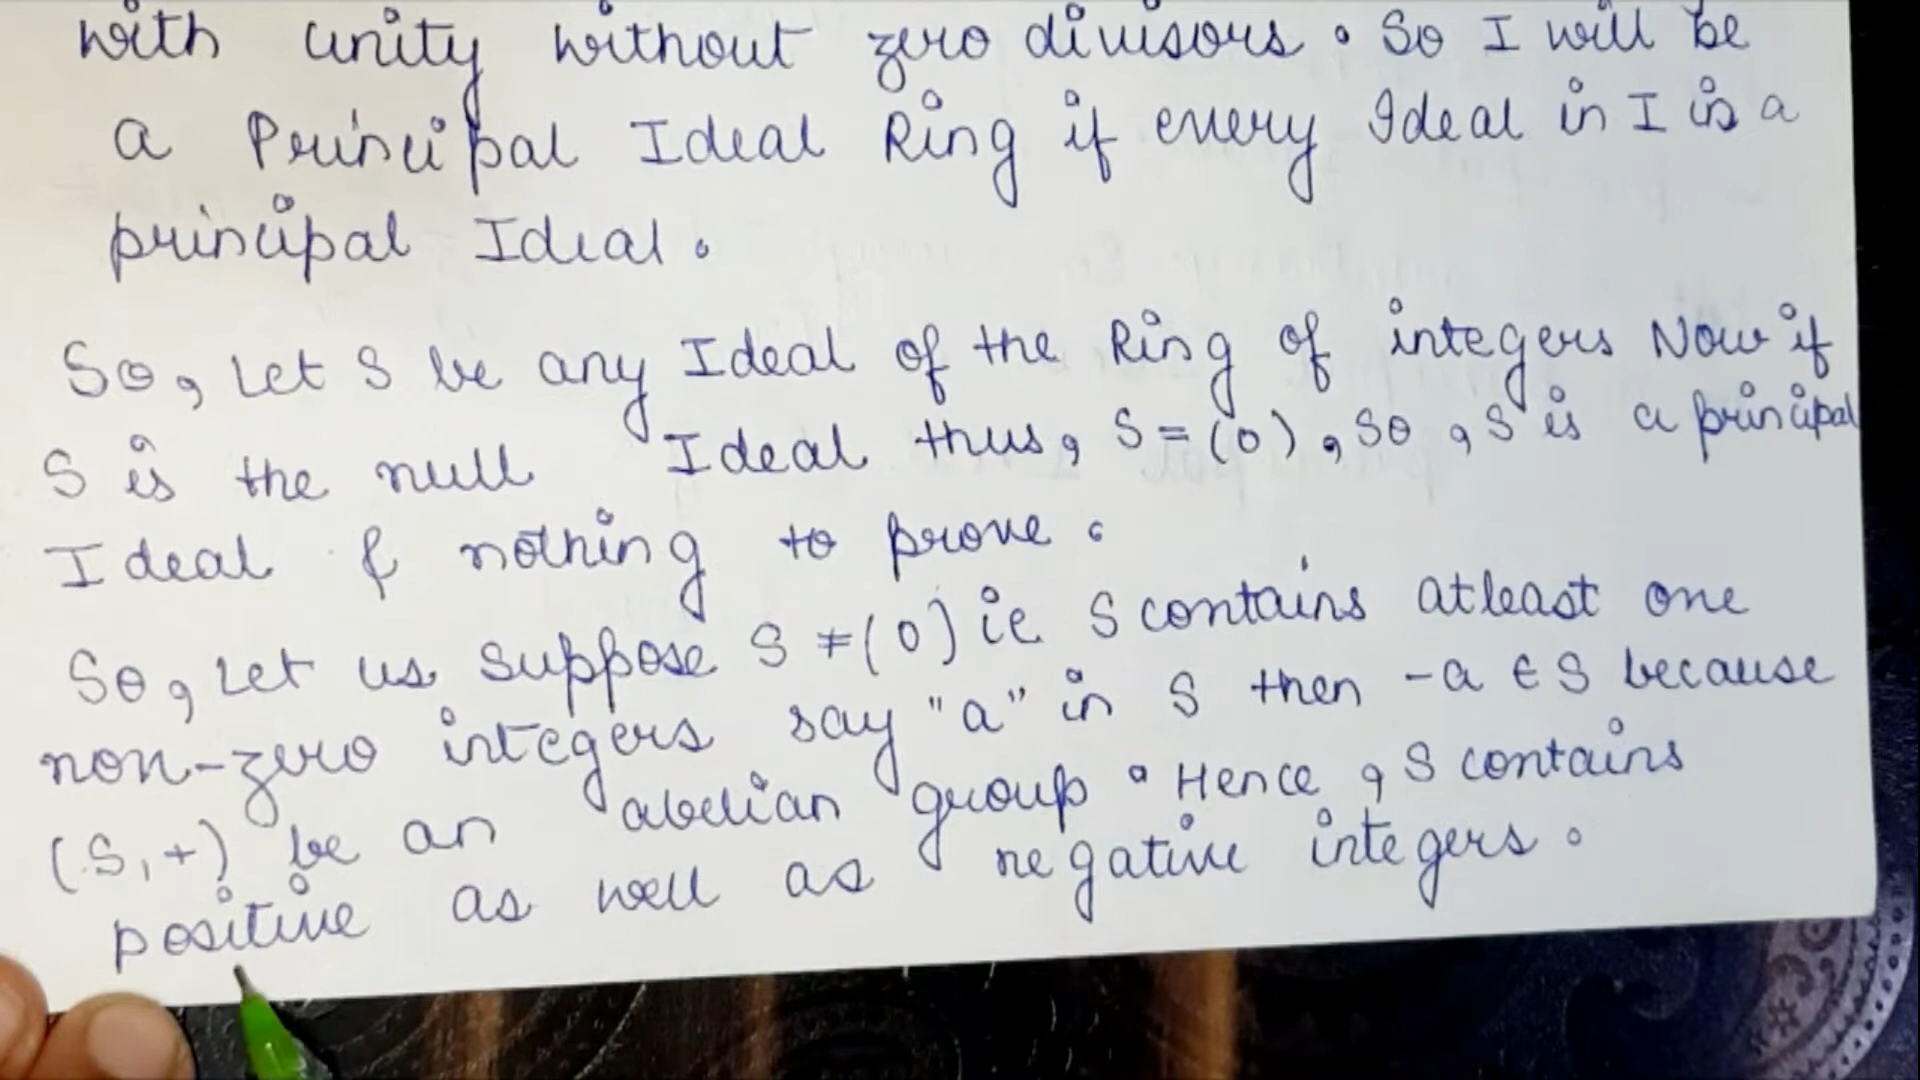 with unity without zero divisors. So I will be
a Principal Ideal Ring if every Ideal in I is a
principal Ideal.
So, Let S be any Ideal of the Ring of integers Now if
S is the null Ideal thus, S = (0), so, S is a principal
Ideal & nothing to prove.
So, Let us suppose S ≠ (0) ie S contains atleast one
non-zero integers say "a" in S then -a ∈ S because
(S, +) be an abelian group. Hence, S contains
positive as well as negative integers.